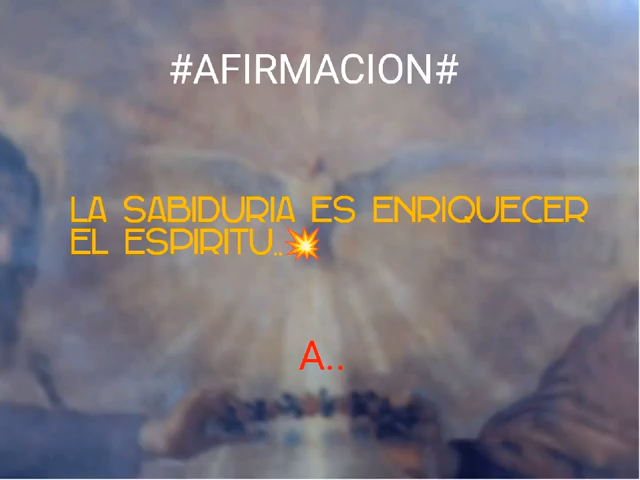 #AFIRMACION#
LA SABIDURIA ES ENRIQUECER
EL ESPIRITU..💥
A..